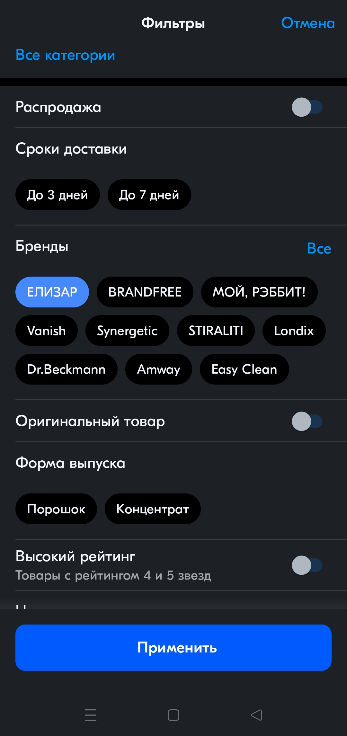 Фильтры Отмена
Все категории
Распродажа
Сроки доставки
До 3 дней До 7 дней
Бренды Все
ЕЛИЗАР BRANDFREE МОЙ, РЭББИТ!
Vanish Synergetic STIRALITI Londix
Dr.Beckmann Amway Easy Clean
Оригинальный товар
Форма выпуска
Порошок Концентрат
Высокий рейтинг
Товары с рейтингом 4 и 5 звезд
Применить